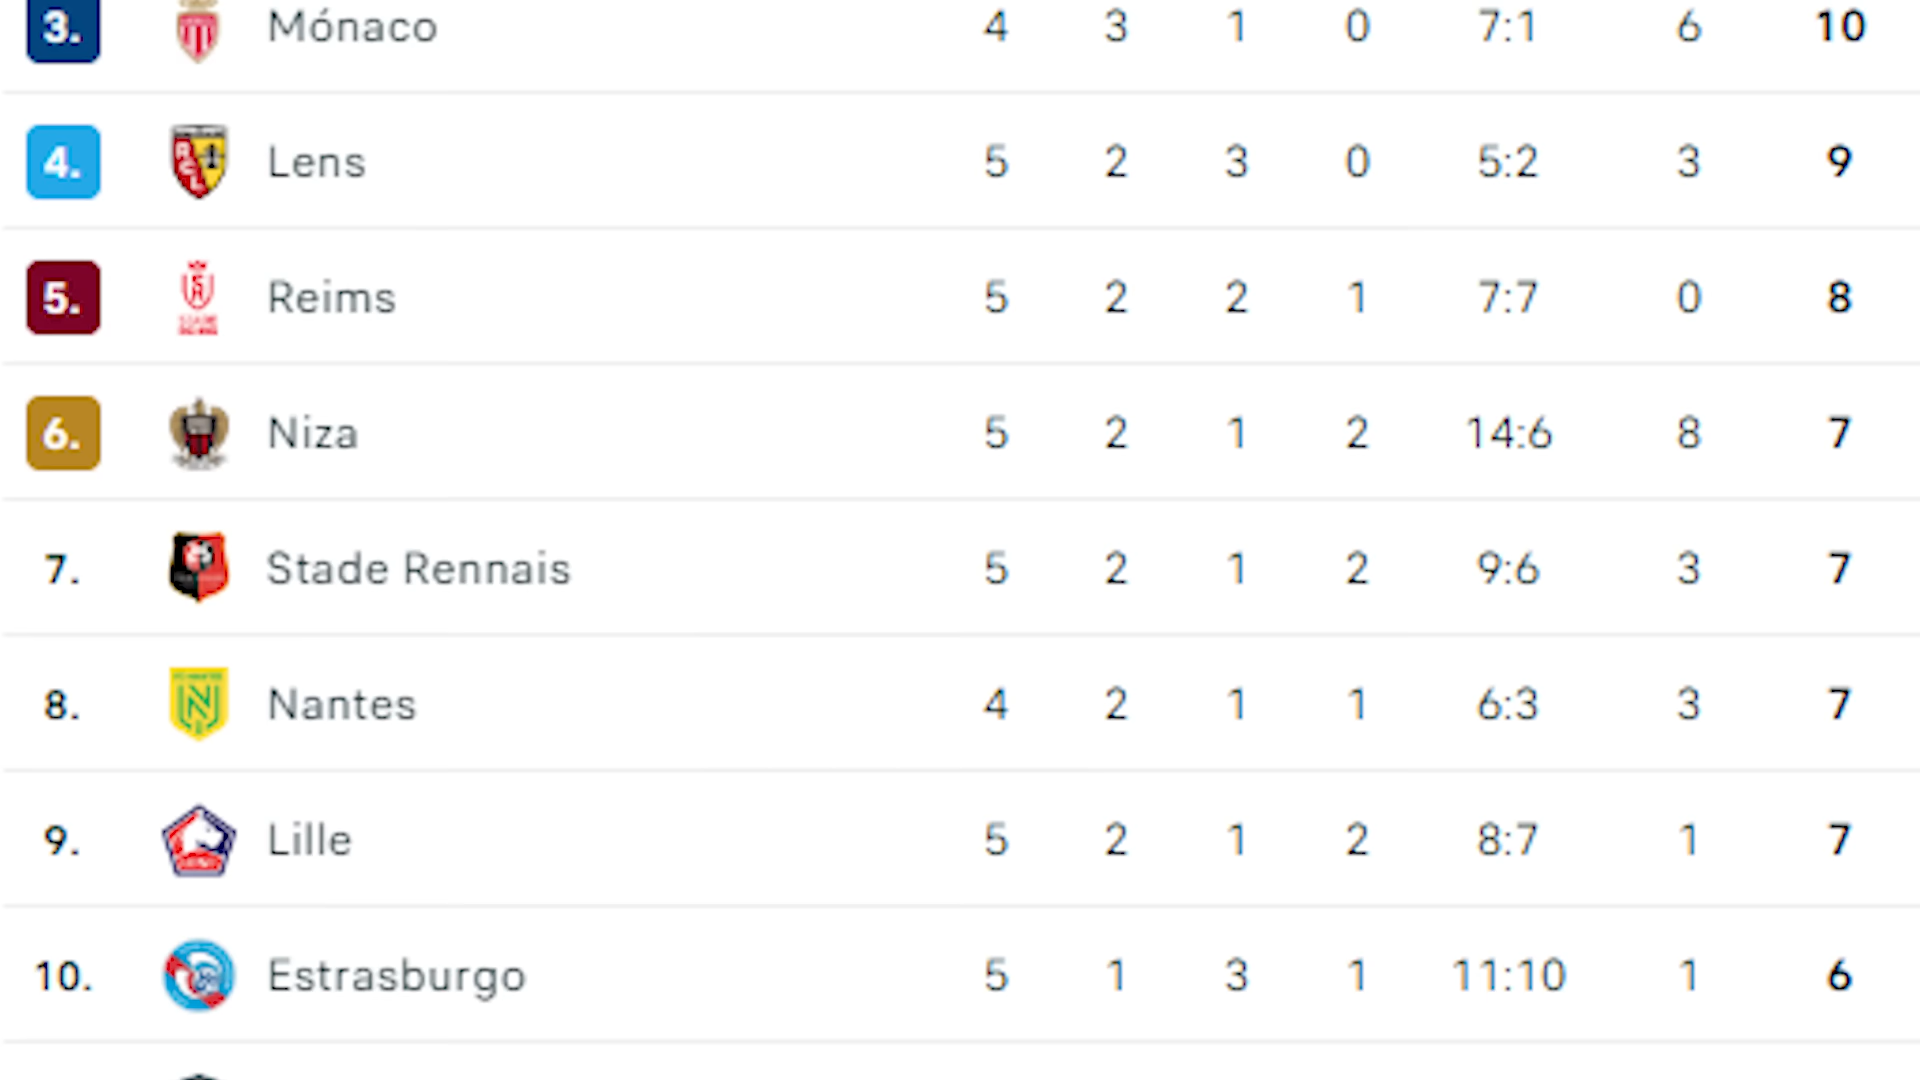 3. Mónaco 4 3 1 0 7:1 6 10
4. Lens 5 2 3 0 5:2 3 9
5. Reims 5 2 2 1 7:7 0 8
6. Niza 5 2 1 2 14:6 8 7
7. Stade Rennais 5 2 1 2 9:6 3 7
8. Nantes 4 2 1 1 6:3 3 7
9. Lille 5 2 1 2 8:7 1 7
10. Estrasburgo 5 1 3 1 11:10 1 6